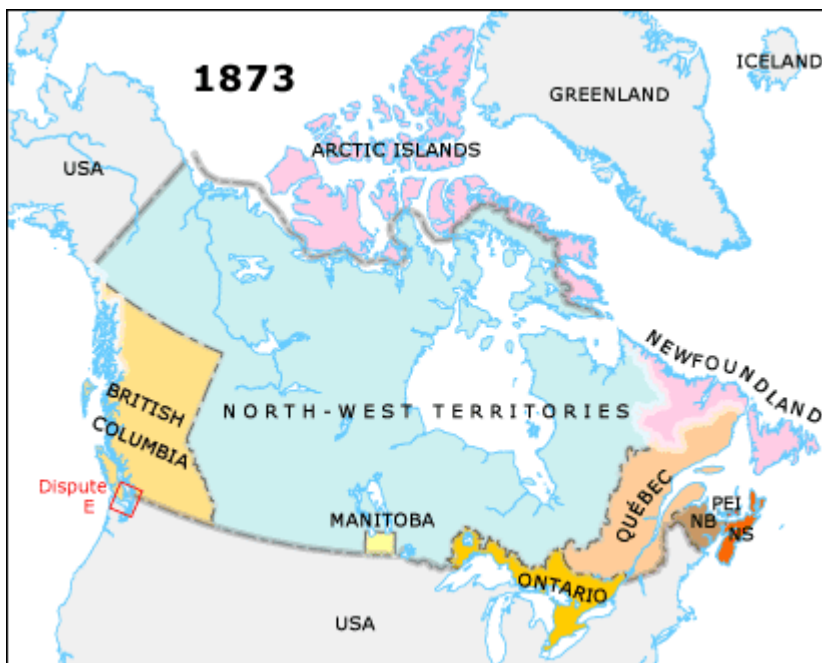 1873
ICELAND
GREENLAND
ARCTIC ISLANDS
USA
NEWFOUNDLAND
BRITISH
COLUMBIA
NORTH-WEST TERRITORIES
Dispute
E
MANITOBA
QUÉBEC
PEI
NB
NS
ONTARIO
USA